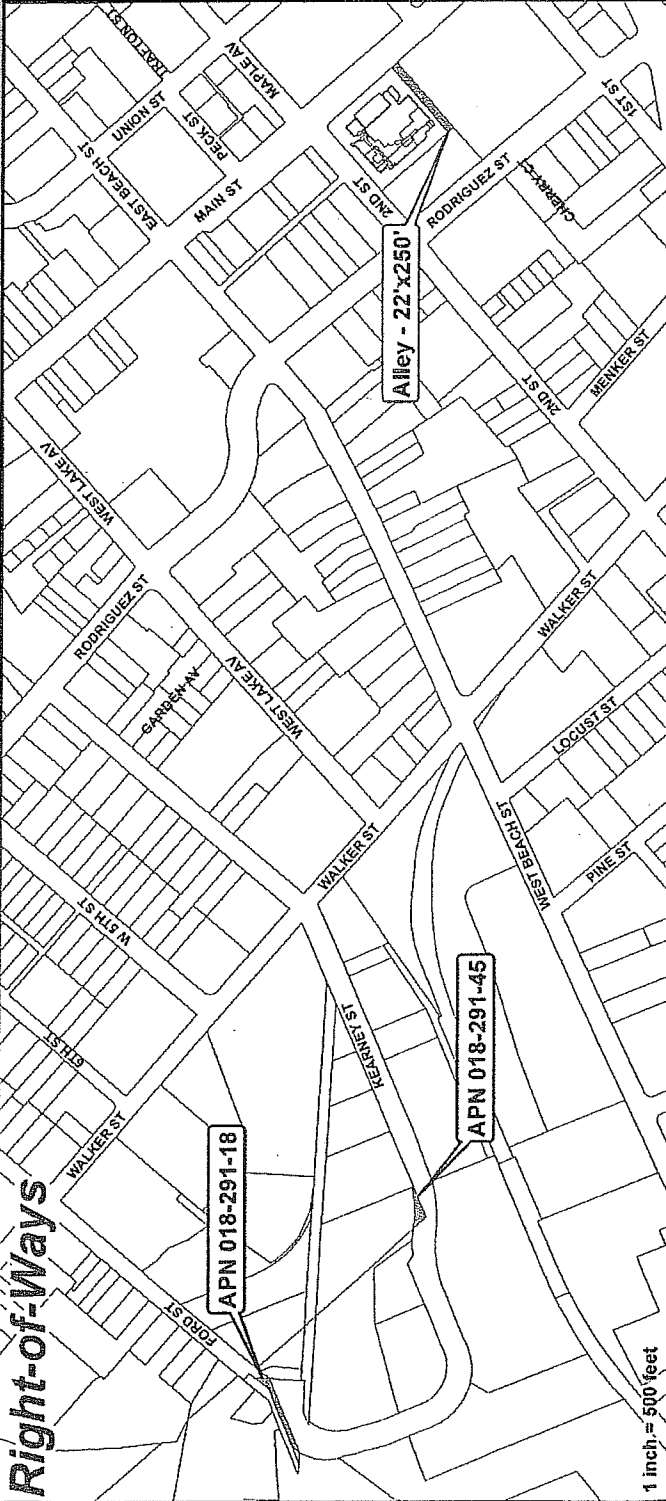 Right-of-Ways
TRAFTON ST
EAST BEACH ST
UNION ST
PECK ST
MAPLE AV
MAIN ST
2ND ST
WEST LAKE AV
RODRIGUEZ ST
CHERRY CT
1ST ST
Alley - 22'x250'
RODRIGUEZ ST
GARDEN AV
WEST LAKE AV
2ND ST
MENKER ST
W 5TH ST
6TH ST
WALKER ST
WALKER ST
WALKER ST
LOCUST ST
WEST BEACH ST
PINE ST
KEARNEY ST
FORD ST
APN 018-291-18
APN 018-291-45
1 inch = 500 feet